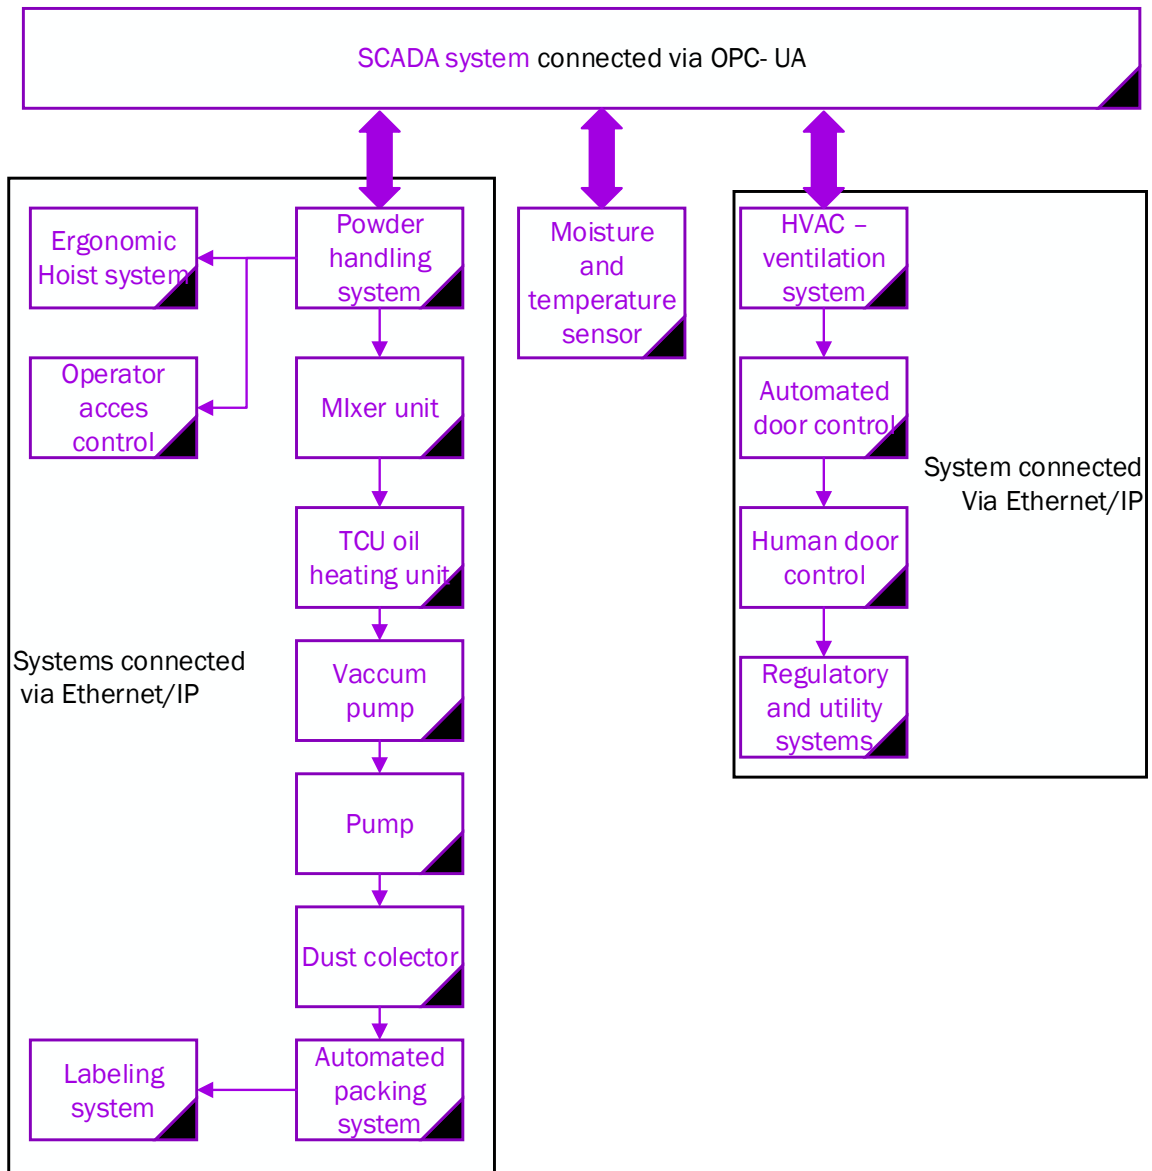 SCADA system connected via OPC- UA
Ergonomic
Hoist system
Powder
handling
system
Moisture
and
temperature
sensor
HVAC –
ventilation
system
Operator
acces
control
MIxer unit
Automated
door control
System connected
Via Ethernet/IP
TCU oil
heating unit
Human door
control
Systems connected
via Ethernet/IP
Vaccum
pump
Regulatory
and utility
systems
Pump
Dust colector
Labeling
system
Automated
packing
system